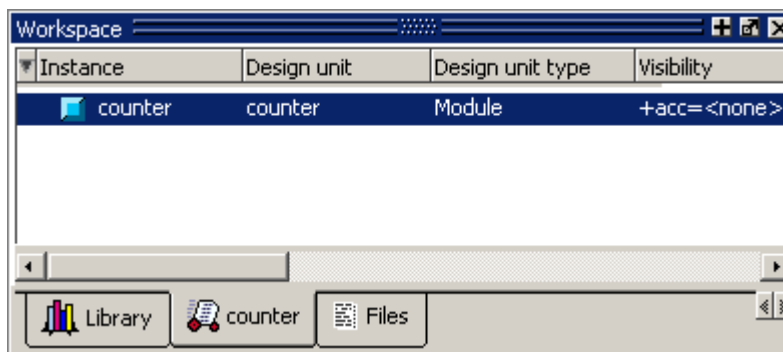 Workspace
Instance Design unit Design unit type Visibility
counter counter Module +acc=<none>
Library counter Files